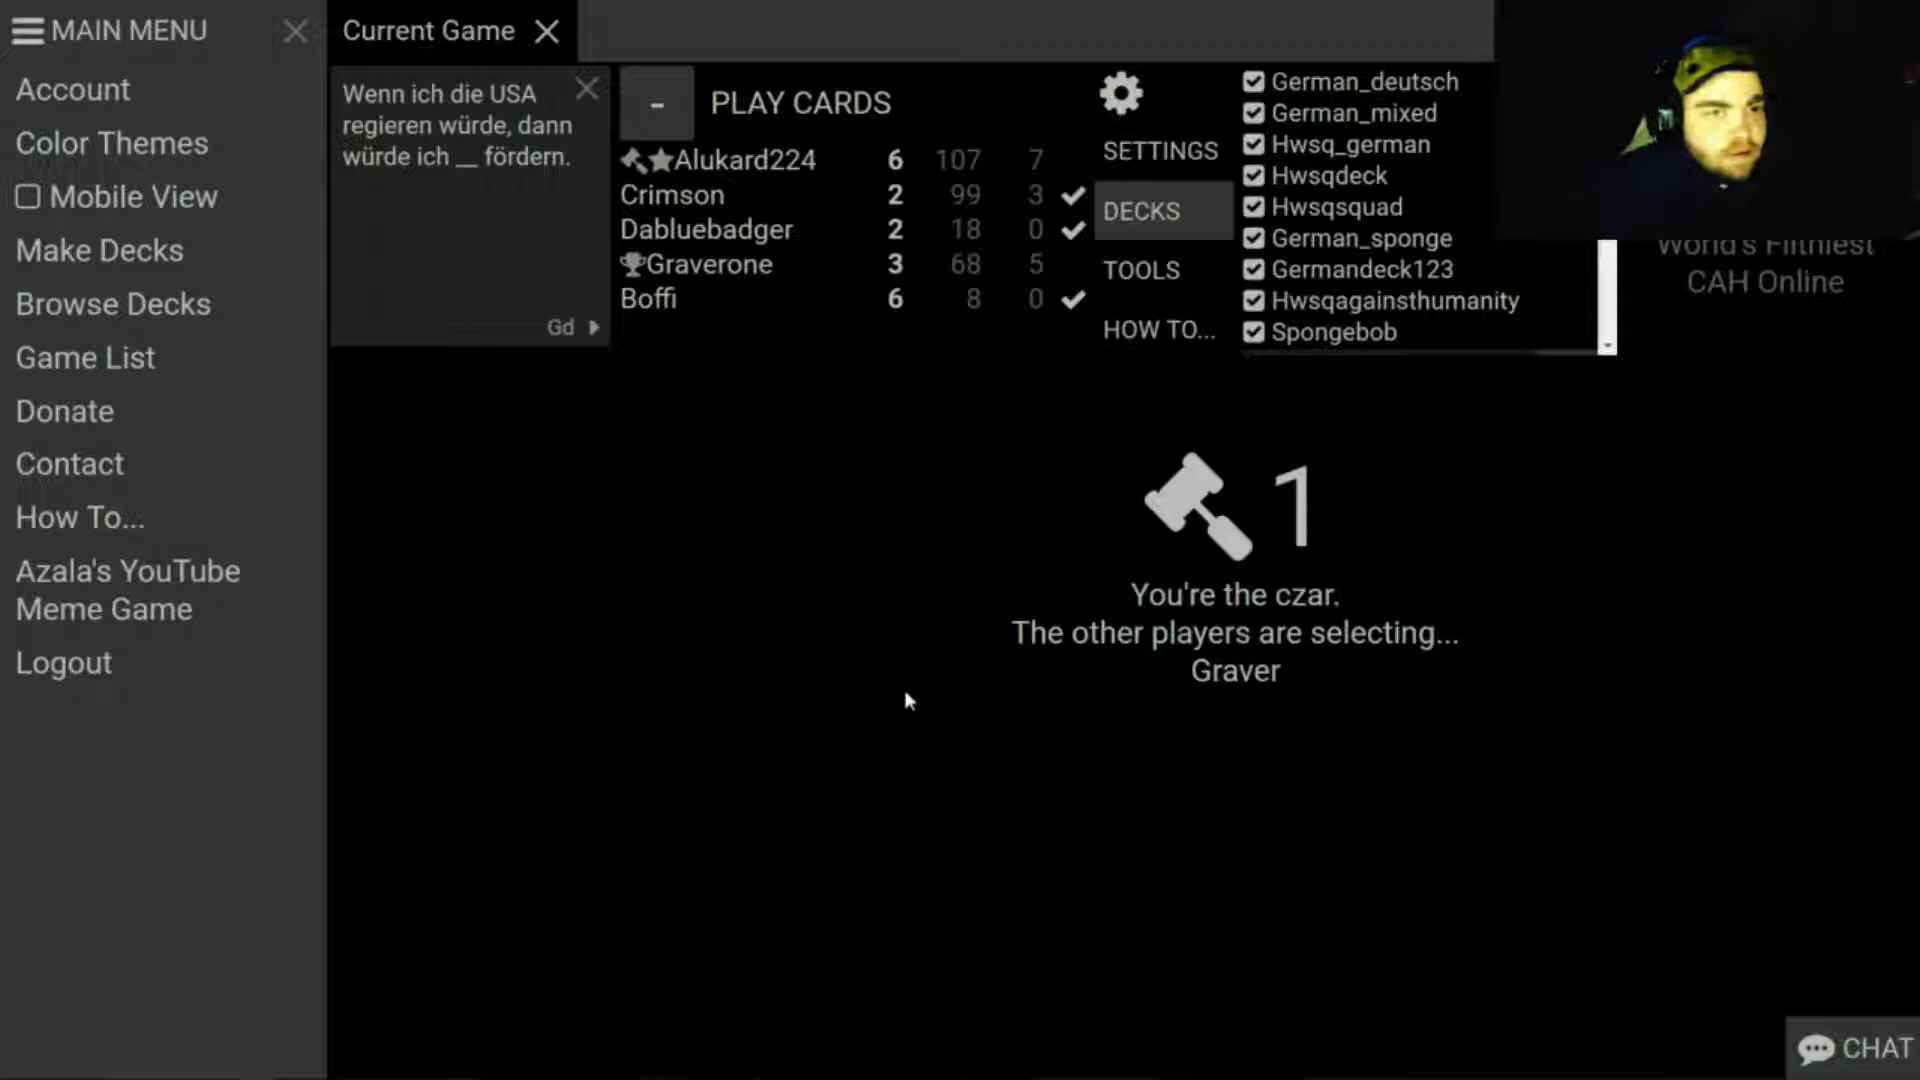 MAIN MENU
Account
Color Themes
Mobile View
Make Decks
Browse Decks
Game List
Donate
Contact
How To...
Azala's YouTube
Meme Game
Logout
Current Game
Wenn ich die USA
regieren würde, dann
würde ich __ fördern.
Gd
- PLAY CARDS
Alukard224 6 107 7
Crimson 2 99 3
Dabluebadger 2 18 0
Graverone 3 68 5
Boffi 6 8 0
SETTINGS
DECKS
TOOLS
HOW TO...
German_deutsch
German_mixed
Hwsq_german
Hwsqdeck
Hwsqsquad
German_sponge
Germandeck123
Hwsqagainsthumanity
Spongebob
World's Filthiest
CAH Online
1
You're the czar.
The other players are selecting...
Graver
CHAT